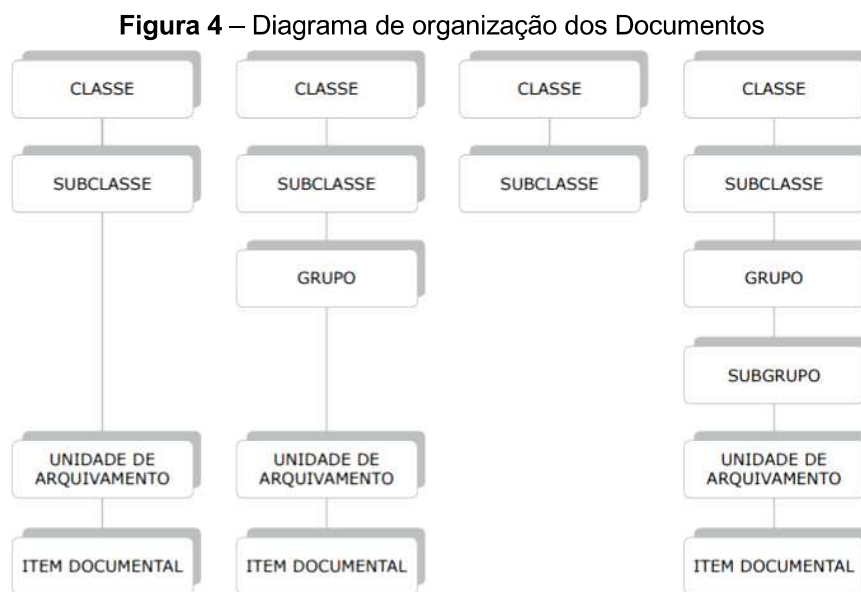 Figura 4 – Diagrama de organização dos Documentos
CLASSE
CLASSE
CLASSE
CLASSE
SUBCLASSE
SUBCLASSE
SUBCLASSE
SUBCLASSE
GRUPO
GRUPO
SUBGRUPO
UNIDADE DE
ARQUIVAMENTO
UNIDADE DE
ARQUIVAMENTO
UNIDADE DE
ARQUIVAMENTO
ITEM DOCUMENTAL
ITEM DOCUMENTAL
ITEM DOCUMENTAL